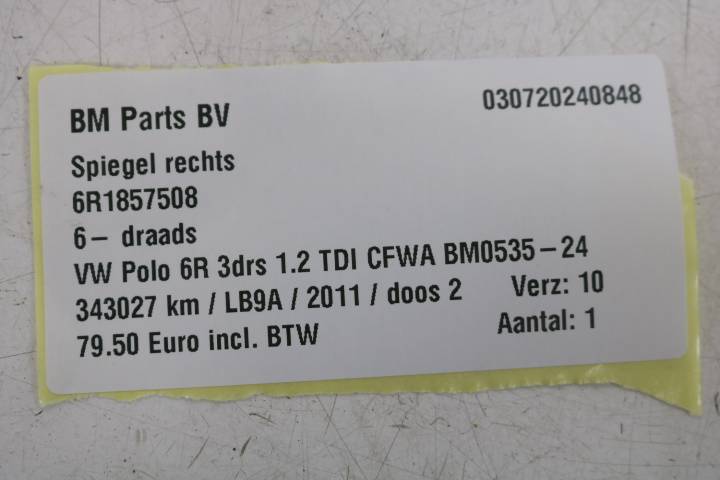 BM Parts BV 030720240848
Spiegel rechts
6R1857508
6- draads
VW Polo 6R 3drs 1.2 TDI CFWA BM0535-24
343027 km / LB9A / 2011 / doos 2 Verz: 10
79.50 Euro incl. BTW Aantal: 1